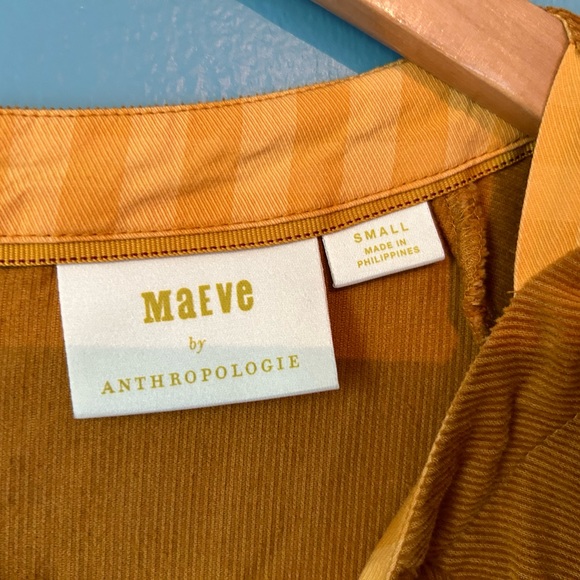 MaEVe
by
ANTHROPOLOGIE
SMALL
MADE IN
PHILIPPINES